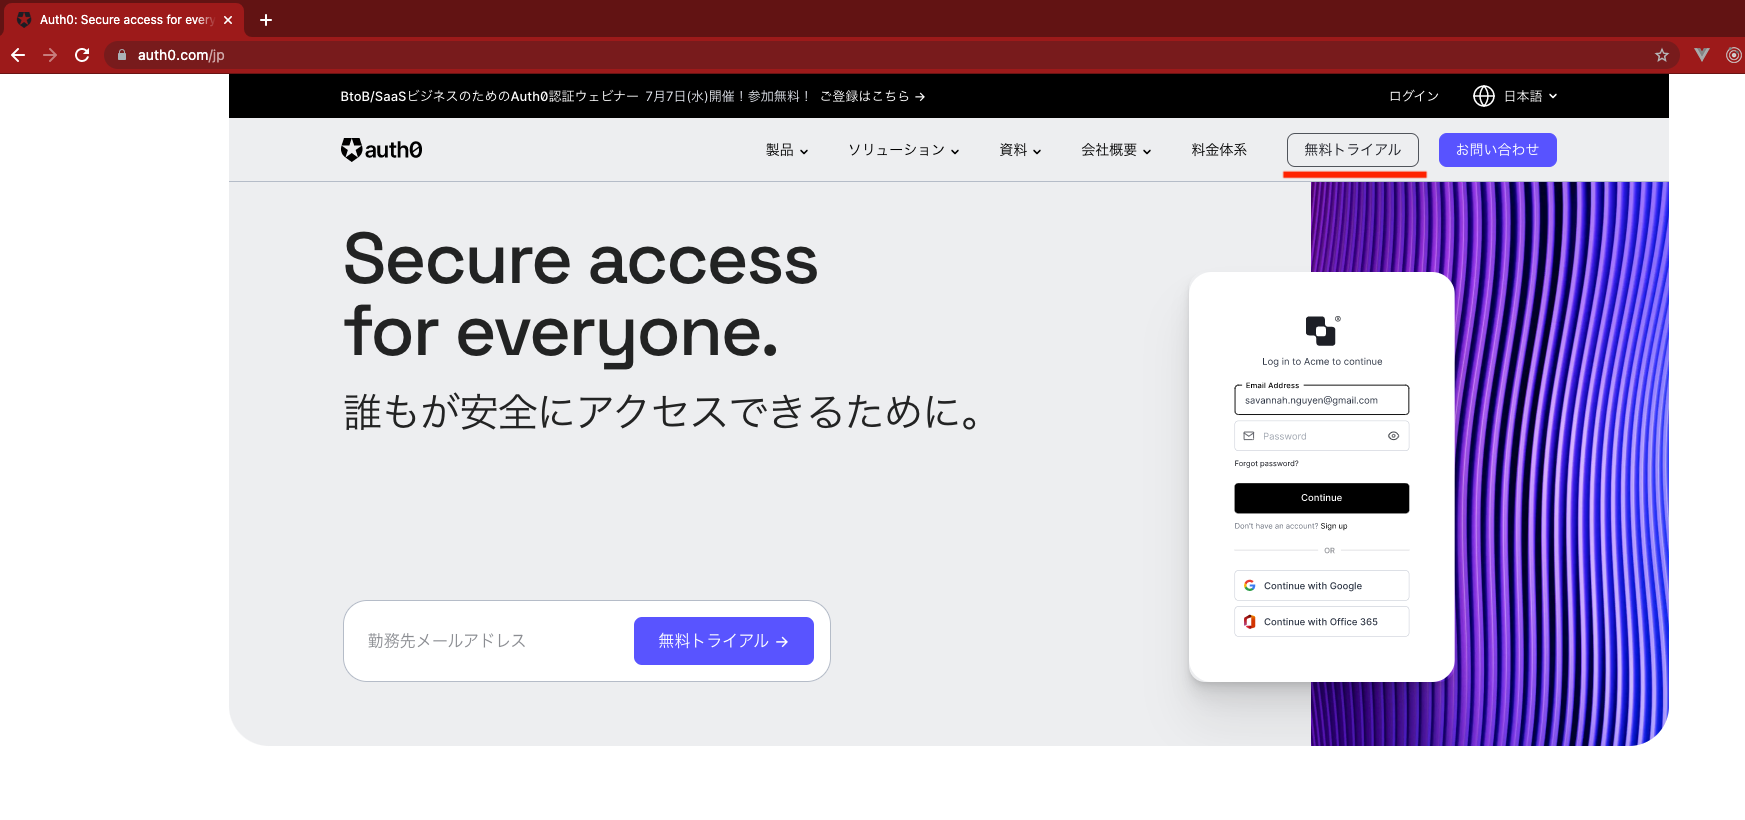 Auth0: Secure access for every
auth0.com/jp
BtoB/SaaSビジネスのためのAuth0認証ウェビナー 7月7日(水)開催！参加無料！ ご登録はこちら →
ログイン
日本語
auth0
製品
ソリューション
資料
会社概要
料金体系
無料トライアル
お問い合わせ
Secure access
for everyone.
誰もが安全にアクセスできるために。
勤務先メールアドレス
無料トライアル →
Log in to Acme to continue
Email Address
savannah.nguyen@gmail.com
Password
Forgot password?
Continue
Don't have an account? Sign up
OR
Continue with Google
Continue with Office 365